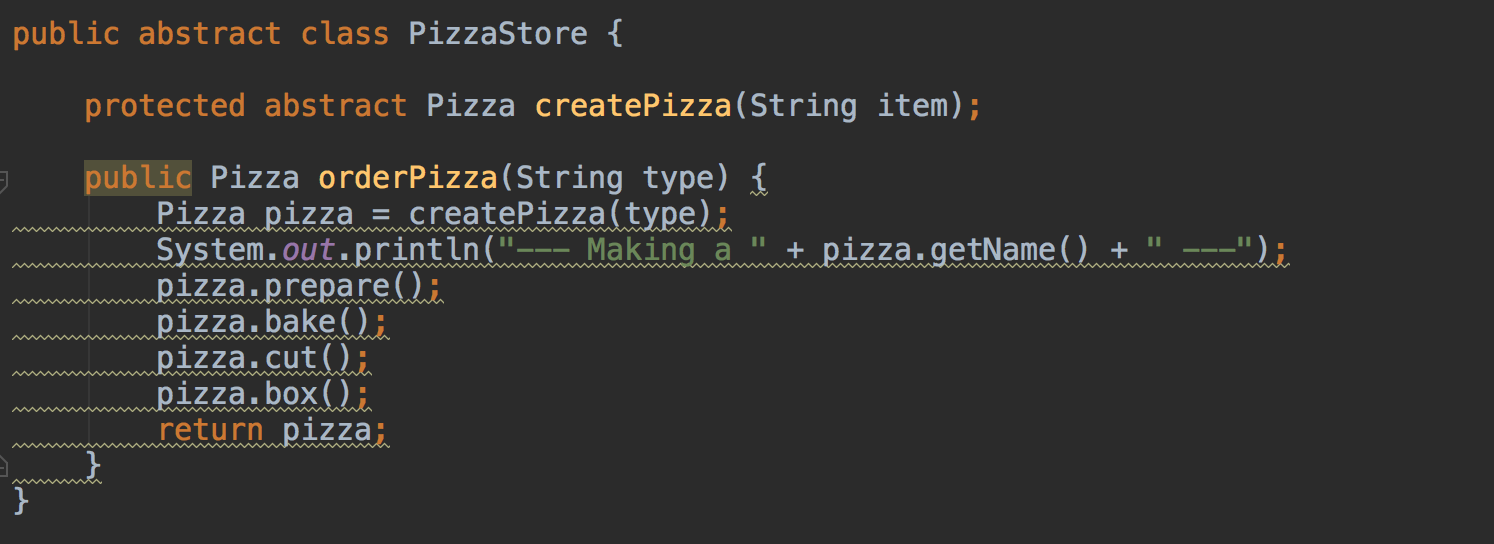 public abstract class PizzaStore {
protected abstract Pizza createPizza(String item);
public Pizza orderPizza(String type) {
Pizza pizza = createPizza(type);
System.out.println("--- Making a " + pizza.getName() + " ---");
pizza.prepare();
pizza.bake();
pizza.cut();
pizza.box();
return pizza;
}
}